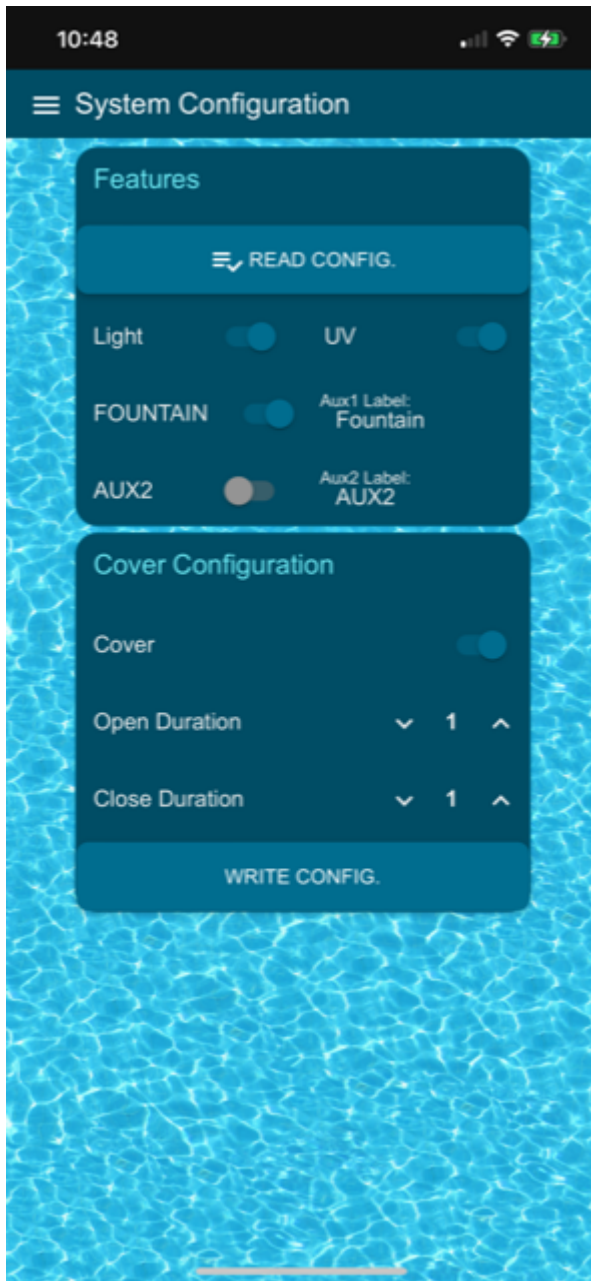 10:48
System Configuration
Features
READ CONFIG.
Light UV
FOUNTAIN Aux1 Label:
Fountain
AUX2 Aux2 Label:
AUX2
Cover Configuration
Cover
Open Duration 1
Close Duration 1
WRITE CONFIG.